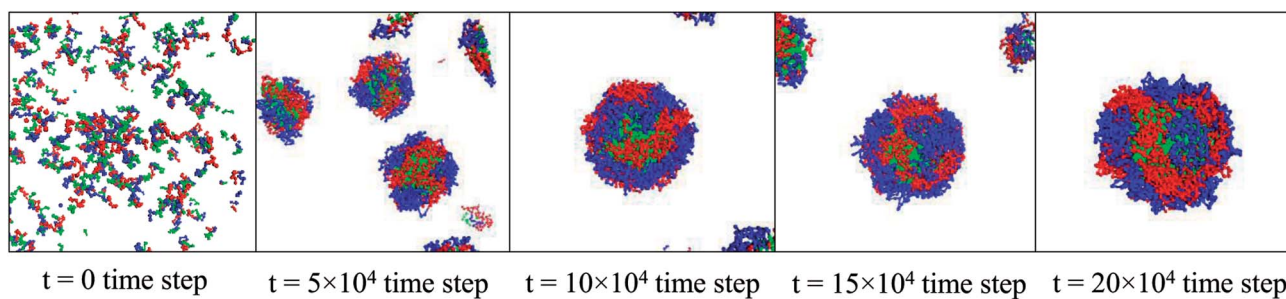 t = 0 time step
t = 5×10⁴ time step
t = 10×10⁴ time step
t = 15×10⁴ time step
t = 20×10⁴ time step